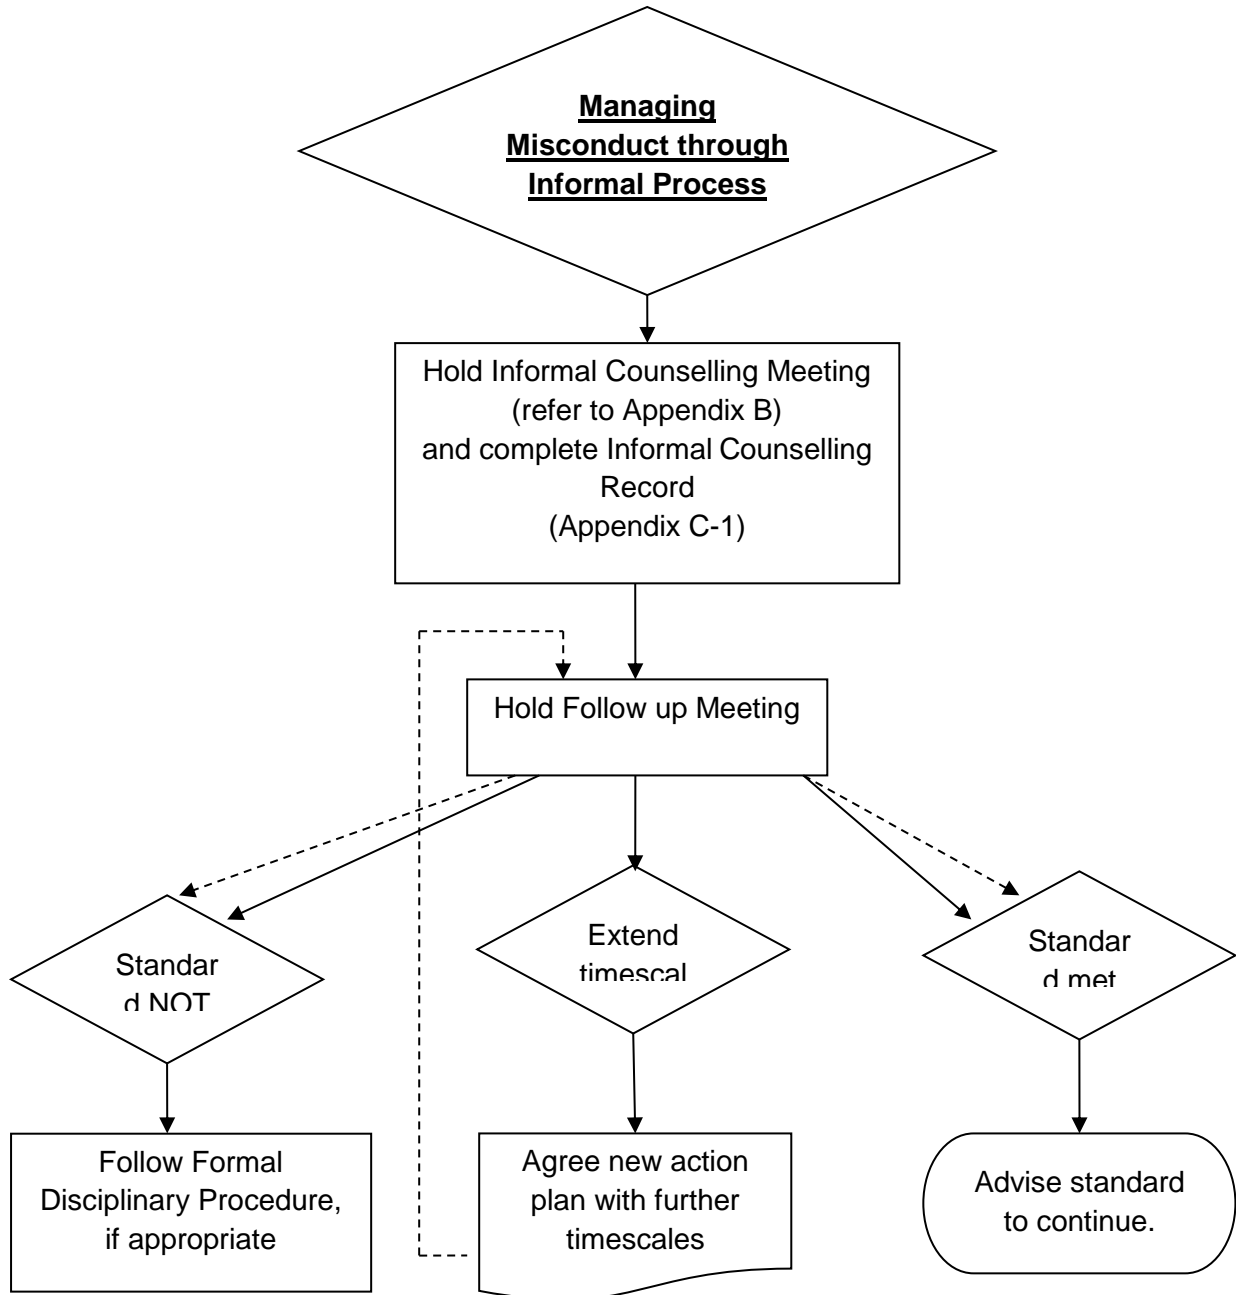 Managing
Misconduct through
Informal Process
Hold Informal Counselling Meeting
(refer to Appendix B)
and complete Informal Counselling
Record
(Appendix C-1)
Hold Follow up Meeting
Standar
d NOT
Extend
timescal
Standar
d met
Follow Formal
Disciplinary Procedure,
if appropriate
Agree new action
plan with further
timescales
Advise standard
to continue.